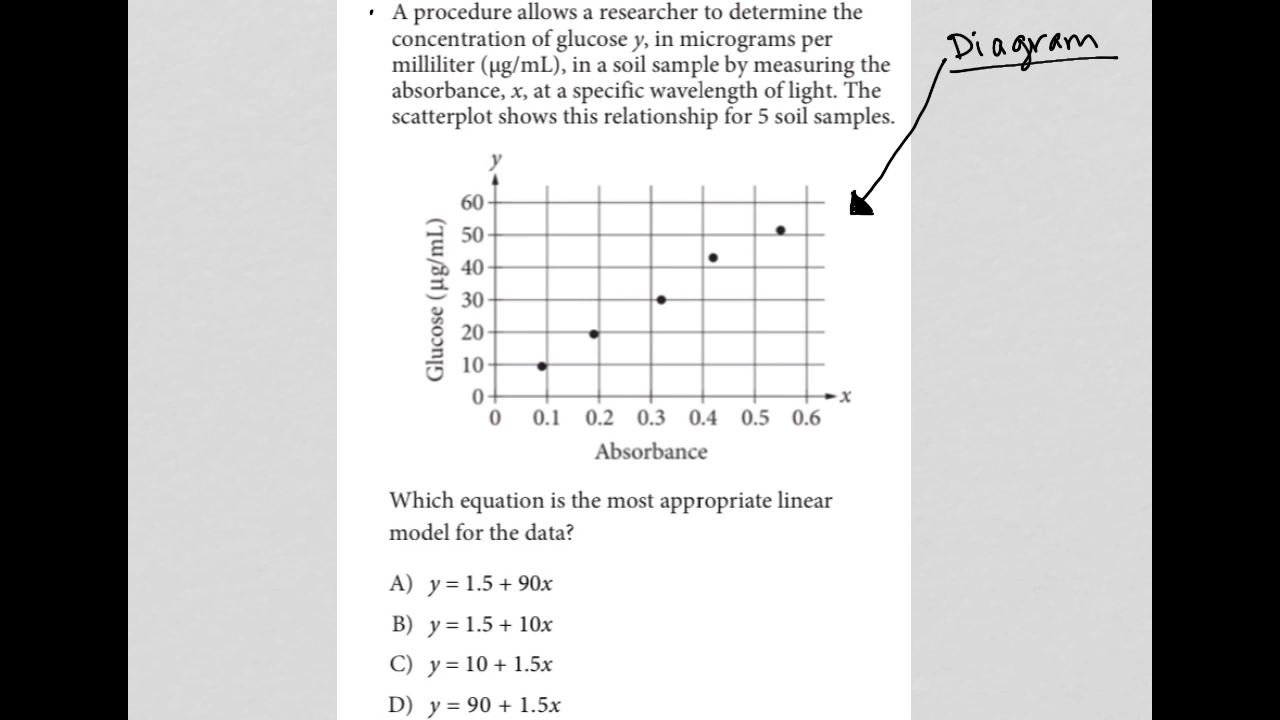 A procedure allows a researcher to determine the
concentration of glucose y, in micrograms per
milliliter (µg/mL), in a soil sample by measuring the
absorbance, x, at a specific wavelength of light. The
scatterplot shows this relationship for 5 soil samples.
Diagram
y
60
50
40
30
20
10
0
Glucose (µg/mL)
x
0 0.1 0.2 0.3 0.4 0.5 0.6
Absorbance
Which equation is the most appropriate linear
model for the data?
A) y = 1.5 + 90x
B) y = 1.5 + 10x
C) y = 10 + 1.5x
D) y = 90 + 1.5x